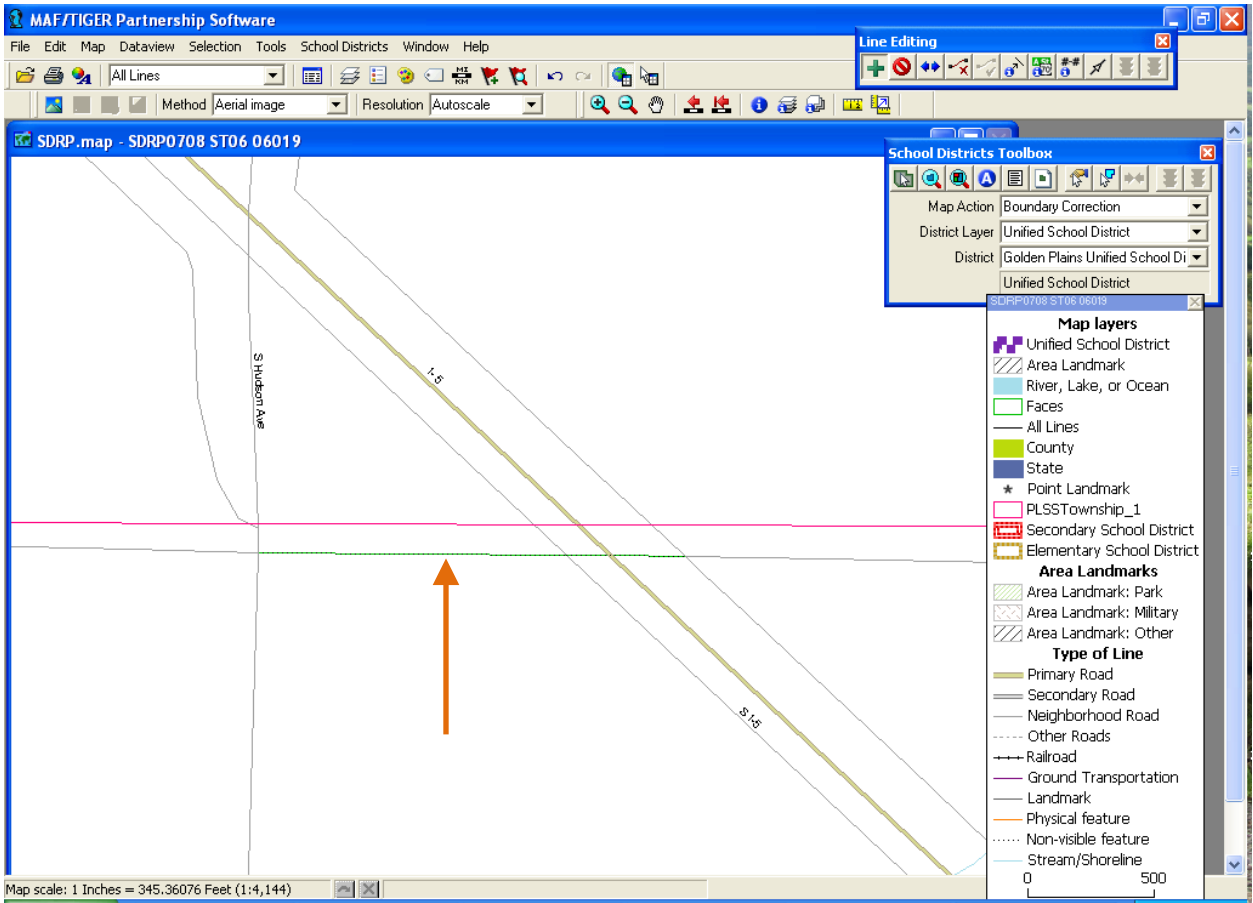 MAF/TIGER Partnership Software
File Edit Map Dataview Selection Tools School Districts Window Help
All Lines
MI
KM
Method Aerial image Resolution Autoscale
Line Editing
#-#
SDRP.map - SDRP0708 ST06 06019
School Districts Toolbox
A
Map Action Boundary Correction
District Layer Unified School District
District Golden Plains Unified School Di
Unified School District
SDRP0708 ST06 06019
Map layers
Unified School District
Area Landmark
River, Lake, or Ocean
Faces
All Lines
County
State
Point Landmark
PLSSTownship_1
Secondary School District
Elementary School District
Area Landmarks
Area Landmark: Park
Area Landmark: Military
Area Landmark: Other
Type of Line
Primary Road
Secondary Road
Neighborhood Road
Other Roads
Railroad
Ground Transportation
Landmark
Physical feature
Non-visible feature
Stream/Shoreline
0 500
S Hudson Ave
I-5
S I-5
Map scale: 1 Inches = 345.36076 Feet (1:4,144)